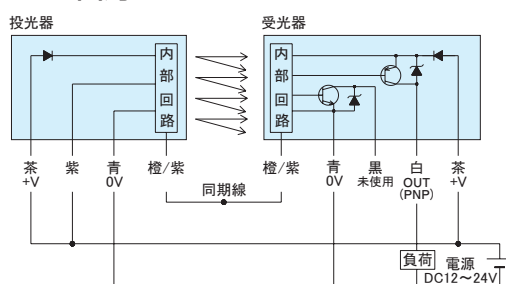 投光器
受光器
内部回路
内部回路
茶
+V
紫
青
0V
橙/紫
同期線
橙/紫
青
0V
黒
未使用
白
OUT
(PNP)
茶
+V
負荷
電源
DC12～24V